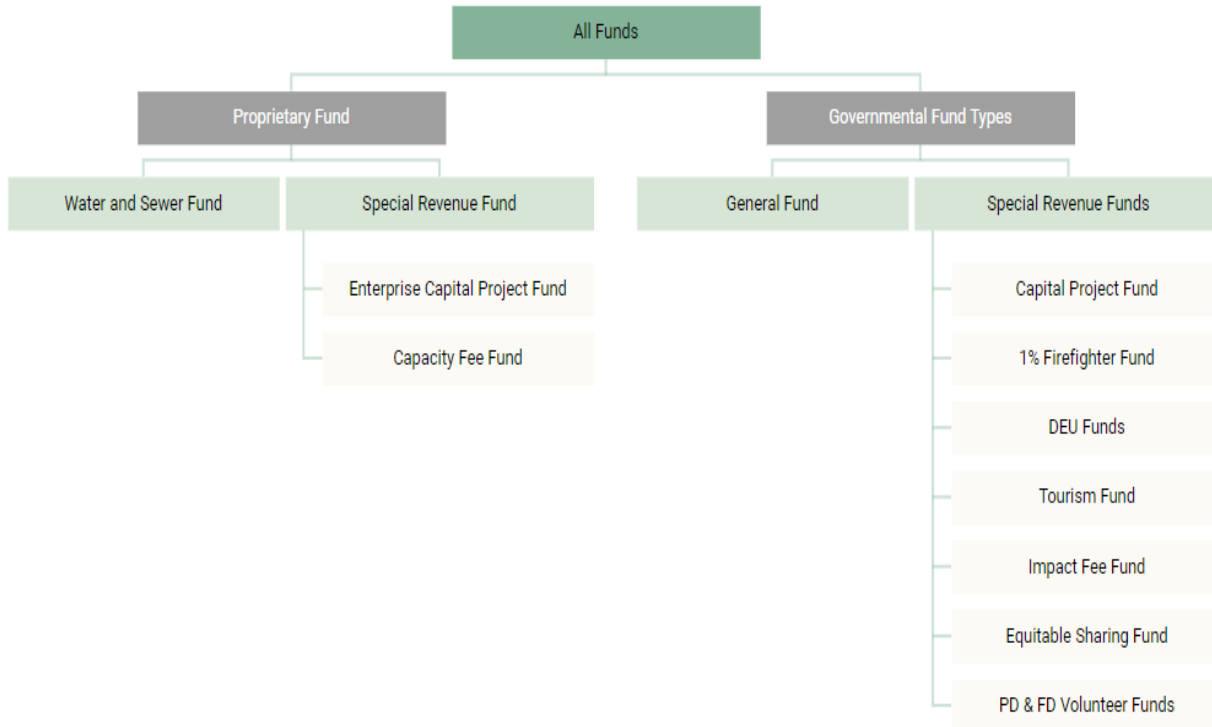 All Funds
Proprietary Fund
Governmental Fund Types
Water and Sewer Fund
Special Revenue Fund
General Fund
Special Revenue Funds
Enterprise Capital Project Fund
Capacity Fee Fund
Capital Project Fund
1% Firefighter Fund
DEU Funds
Tourism Fund
Impact Fee Fund
Equitable Sharing Fund
PD & FD Volunteer Funds